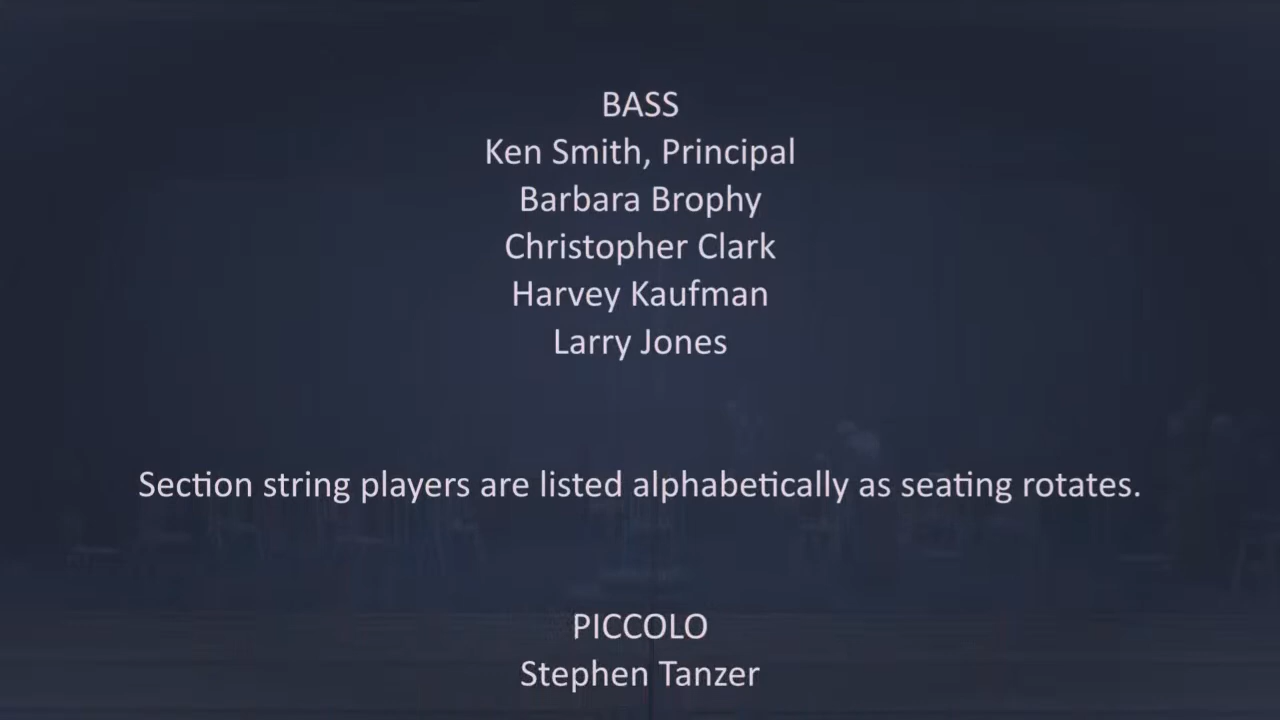 BASS
Ken Smith, Principal
Barbara Brophy
Christopher Clark
Harvey Kaufman
Larry Jones
Section string players are listed alphabetically as seating rotates.
PICCOLO
Stephen Tanzer